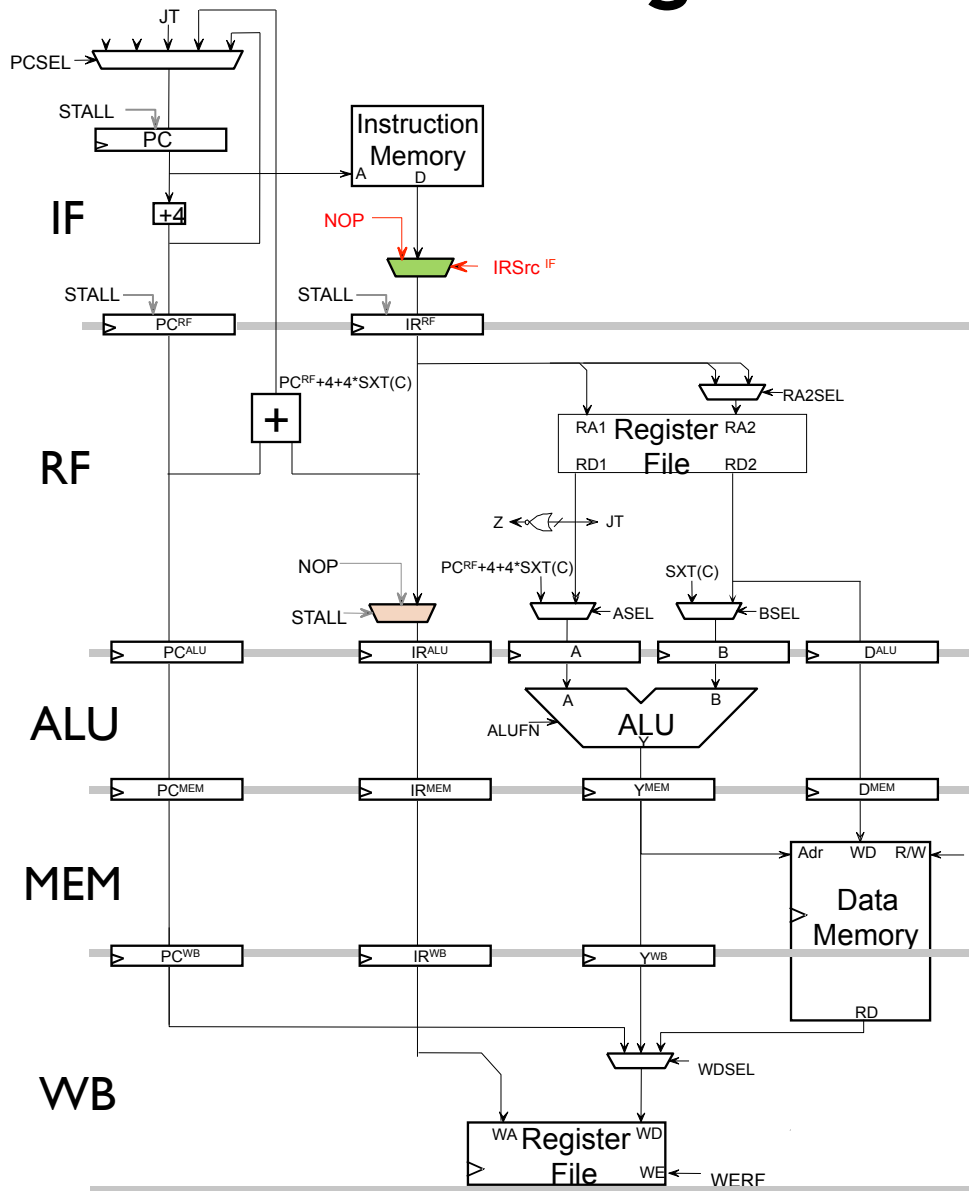 g
JT
PCSEL
STALL
PC
Instruction
Memory
A
D
+4
IF
NOP
IRSrc IF
STALL
STALL
PCRF
IRRF
PCRF+4+4*SXT(C)
RA2SEL
+
RA1
Register
RA2
File
RD1
RD2
RF
Z
JT
NOP
PCRF+4+4*SXT(C)
SXT(C)
STALL
ASEL
BSEL
PCALU
IRALU
A
B
DALU
A
B
ALU
ALU
ALUFN
Y
PCMEM
IRMEM
YMEM
DMEM
Adr
WD
R/W
MEM
Data
Memory
PCWB
IRWB
YWB
RD
WDSEL
WB
WA
Register
WD
File
WE
WERF